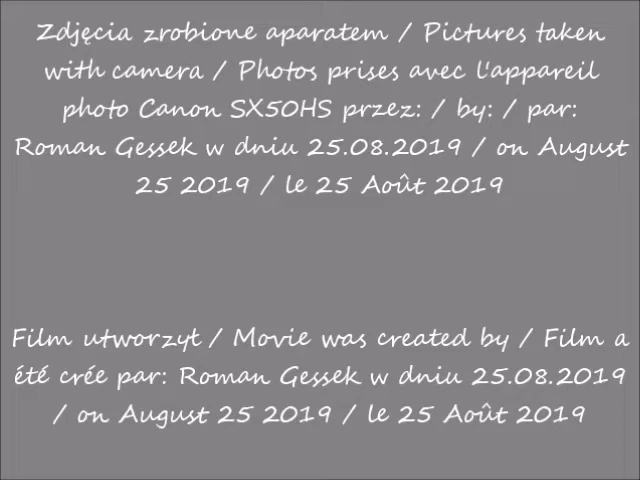 Zdjęcia zrobione aparatem / Pictures taken
with camera / Photos prises avec l'appareil
photo Canon SX50HS przez: / by: / par:
Roman Gessek w dniu 25.08.2019 / on August
25 2019 / le 25 Août 2019
Film utworzył / Movie was created by / Film a
été crée par: Roman Gessek w dniu 25.08.2019
/ on August 25 2019 / le 25 Août 2019